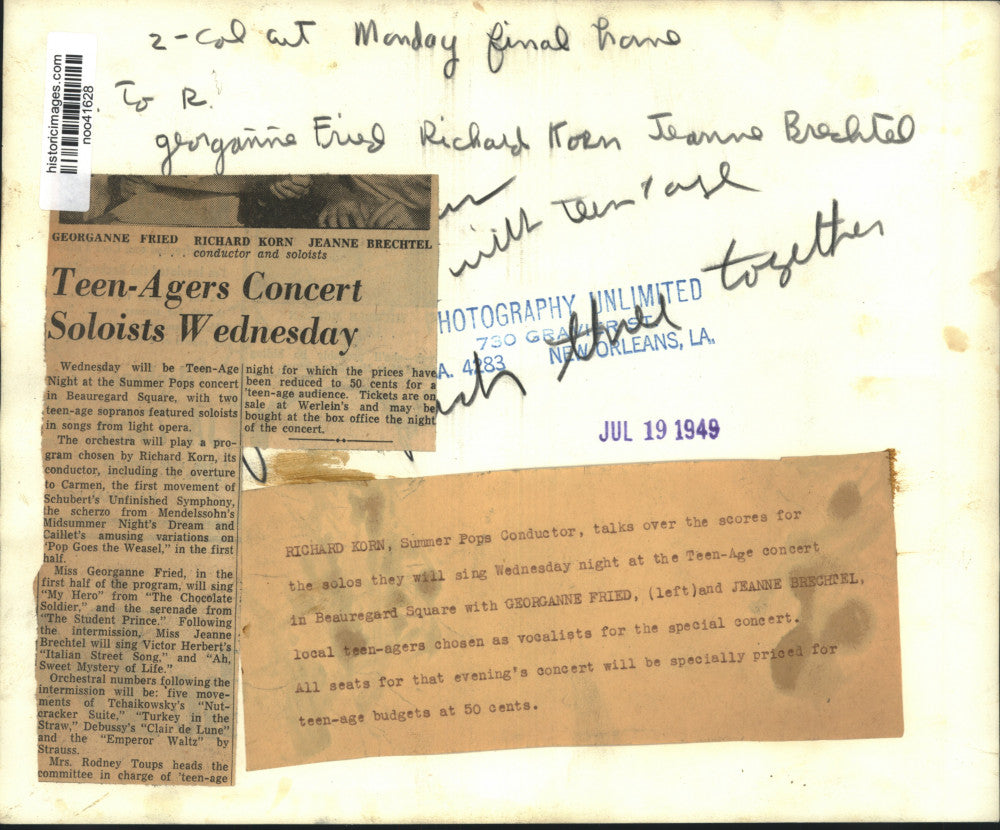 2-col cut Monday final home
To R.
georganne Fried Richard Korn Jeanne Brechtel
with teen'age
together
three
historicimages.com
noo41628
PHOTOGRAPHY UNLIMITED
730 GRAVIER ST.
A. 4283 NEW ORLEANS, LA.
JUL 19 1949
GEORGANNE FRIED RICHARD KORN JEANNE BRECHTEL
. . . conductor and soloists
Teen-Agers Concert
Soloists Wednesday
Wednesday will be Teen-Age
Night at the Summer Pops concert
in Beauregard Square, with two
teen-age sopranos featured soloists
in songs from light opera.
The orchestra will play a pro-
gram chosen by Richard Korn, its
conductor, including the overture
to Carmen, the first movement of
Schubert's Unfinished Symphony,
the scherzo from Mendelssohn's
Midsummer Night's Dream and
Caillet's amusing variations on
'Pop Goes the Weasel," in the first
half.
Miss Georganne Fried, in the
first half of the program, will sing
"My Hero" from "The Chocolate
Soldier," and the serenade from
"The Student Prince." Following
the intermission, Miss Jeanne
Brechtel will sing Victor Herbert's
"Italian Street Song," and "Ah,
Sweet Mystery of Life."
Orchestral numbers following the
intermission will be: five move-
ments of Tchaikowsky's "Nut-
cracker Suite," "Turkey in the
Straw," Debussy's "Clair de Lune"
and the "Emperor Waltz" by
Strauss.
Mrs. Rodney Toups heads the
committee in charge of 'teen-age
night for which the prices have
been reduced to 50 cents for a
'teen-age audience. Tickets are on
sale at Werlein's and may be
bought at the box office the night
of the concert.
RICHARD KORN, Summer Pops Conductor, talks over the scores for
the solos they will sing Wednesday night at the Teen-Age concert
in Beauregard Square with GEORGANNE FRIED, (left)and JEANNE BRECHTEL,
local teen-agers chosen as vocalists for the special concert.
All seats for that evening's concert will be specially priced for
teen-age budgets at 50 cents.